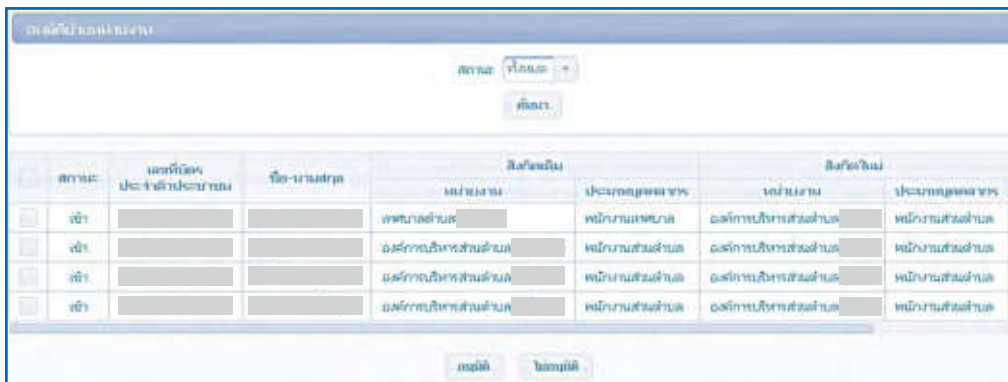 อนุมัติย้ายหน่วยงาน
สถานะ ทั้งหมด
ค้นหา
สถานะ เลขที่บัตรประจำตัวประชาชน ชื่อ-นามสกุล สังกัดเดิม สังกัดใหม่
หน่วยงาน ประเภทบุคลากร หน่วยงาน ประเภทบุคลากร
เข้า เทศบาลตำบล พนักงานเทศบาล องค์การบริหารส่วนตำบล พนักงานส่วนตำบล
เข้า องค์การบริหารส่วนตำบล พนักงานส่วนตำบล องค์การบริหารส่วนตำบล พนักงานส่วนตำบล
เข้า องค์การบริหารส่วนตำบล พนักงานส่วนตำบล องค์การบริหารส่วนตำบล พนักงานส่วนตำบล
เข้า องค์การบริหารส่วนตำบล พนักงานส่วนตำบล องค์การบริหารส่วนตำบล พนักงานส่วนตำบล
อนุมัติ ไม่อนุมัติ